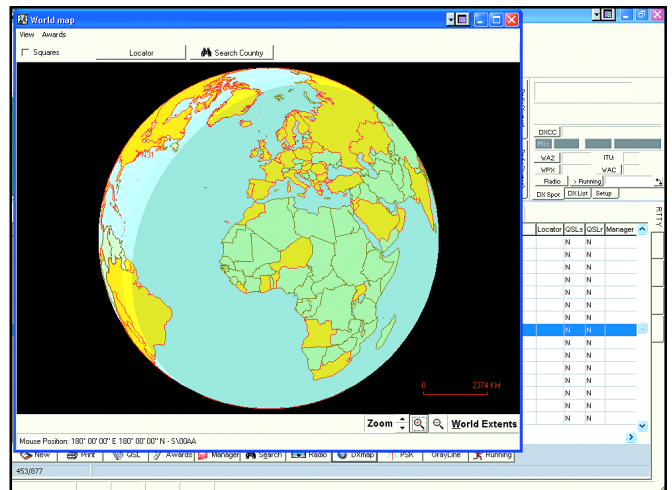 World map
View Awards
Squares Locator Search Country
N31
0 2374 KM
Zoom World Extents
Mouse Position: 180° 00' 00" E 180° 00' 00" N - S\00AA
DXCC
Mix
WAZ ITU:
WPX WAC
Radio > Running
DX Spot DX List Setup
RTTY
Locator QSLs QSLr Manager
N N
N N
N N
N N
N N
N N
N N
N N
N N
N N
N N
N N
N N
New Print QSL Awards Manager Search Radio DXmap PSK GrayLine Running
453/877